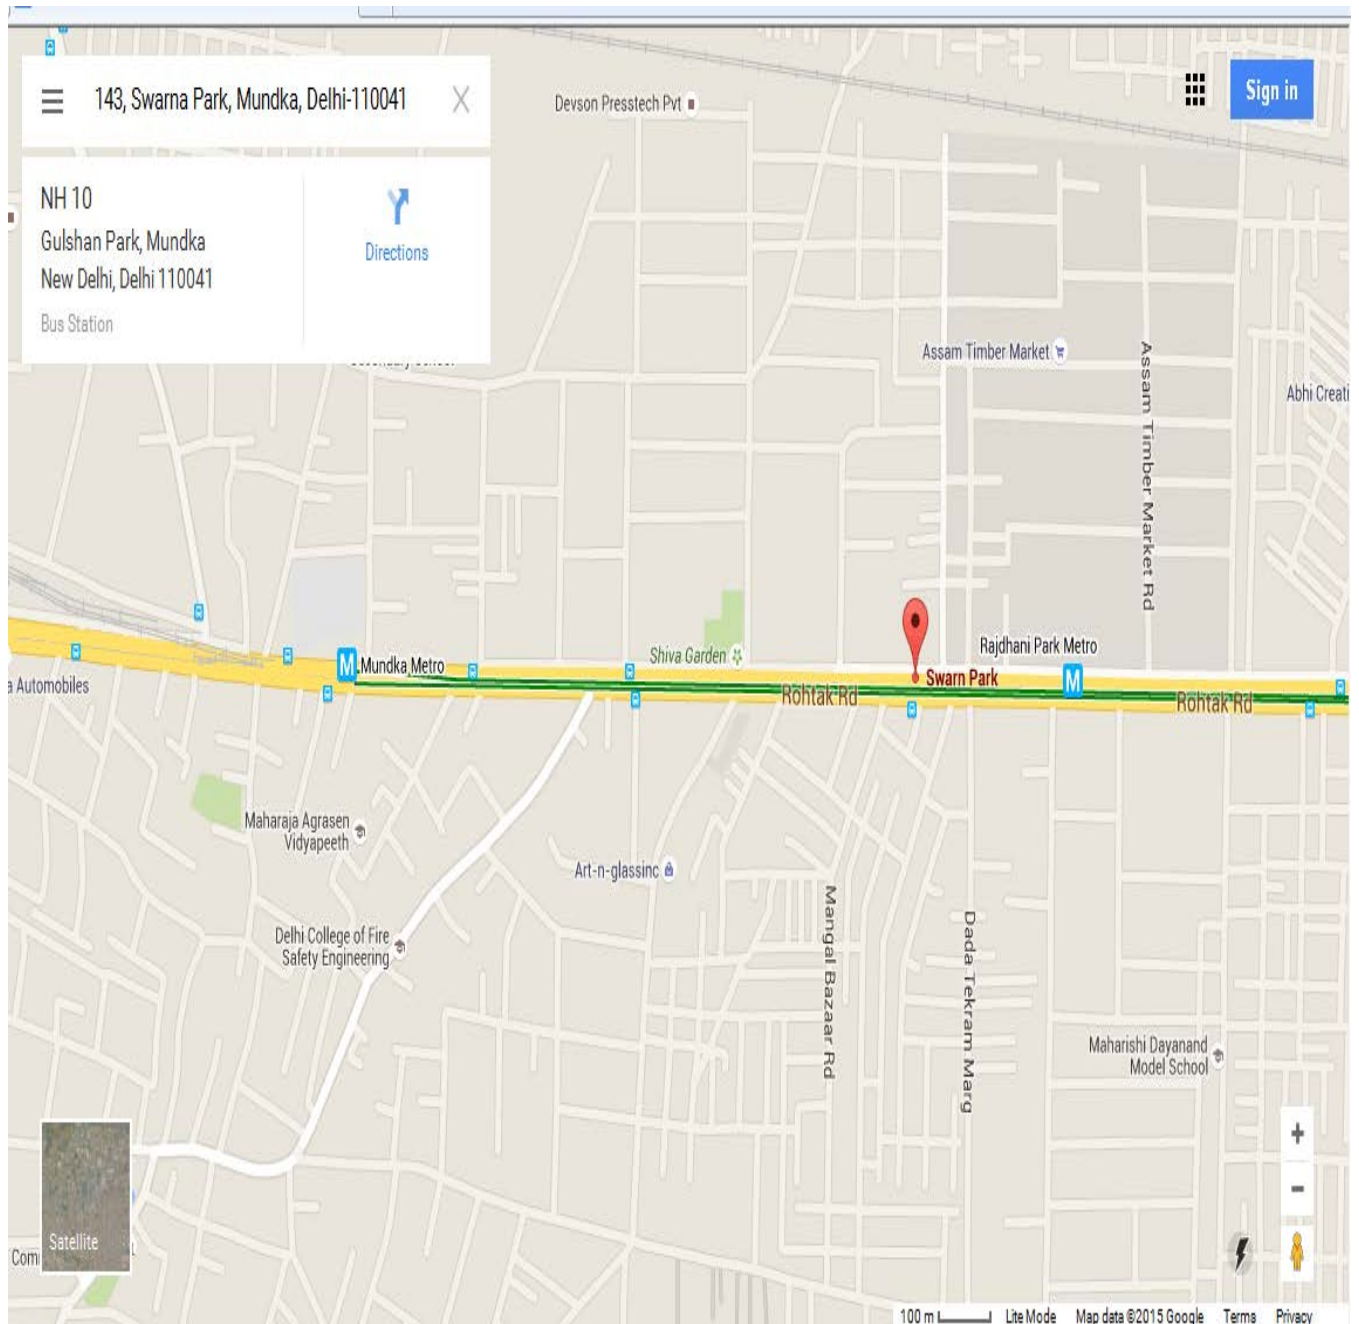 143, Swarna Park, Mundka, Delhi-110041
Sign in
NH 10
Gulshan Park, Mundka
New Delhi, Delhi 110041
Bus Station
Directions
Devson Presstech Pvt
Assam Timber Market
Assam Timber Market Rd
Abhi Creati
Shiva Garden
Rajdhani Park Metro
Mundka Metro
M
Swarn Park
M
a Automobiles
Rohtak Rd
Rohtak Rd
Maharaja Agrasen
Vidyapeeth
Art-n-glassinc
Mangal Bazaar Rd
Dada Tekram Marg
Delhi College of Fire
Safety Engineering
Maharishi Dayanand
Model School
Satellite
Com
100 m
Lite Mode
Map data ©2015 Google
Terms
Privacy